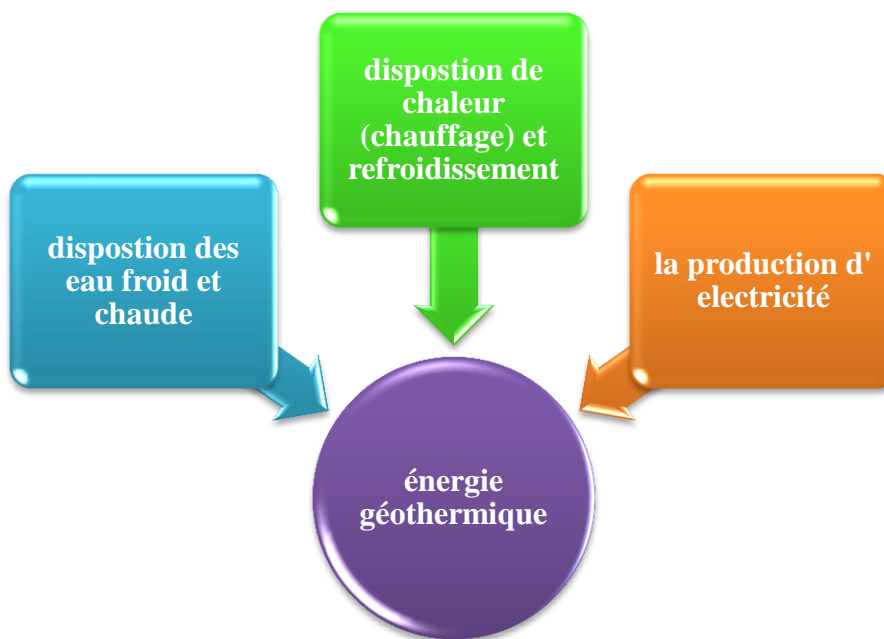 dispostion de
chaleur
(chauffage) et
refroidissement
dispostion des
eau froid et
chaude
la production d'
electricité
énergie
géothermique